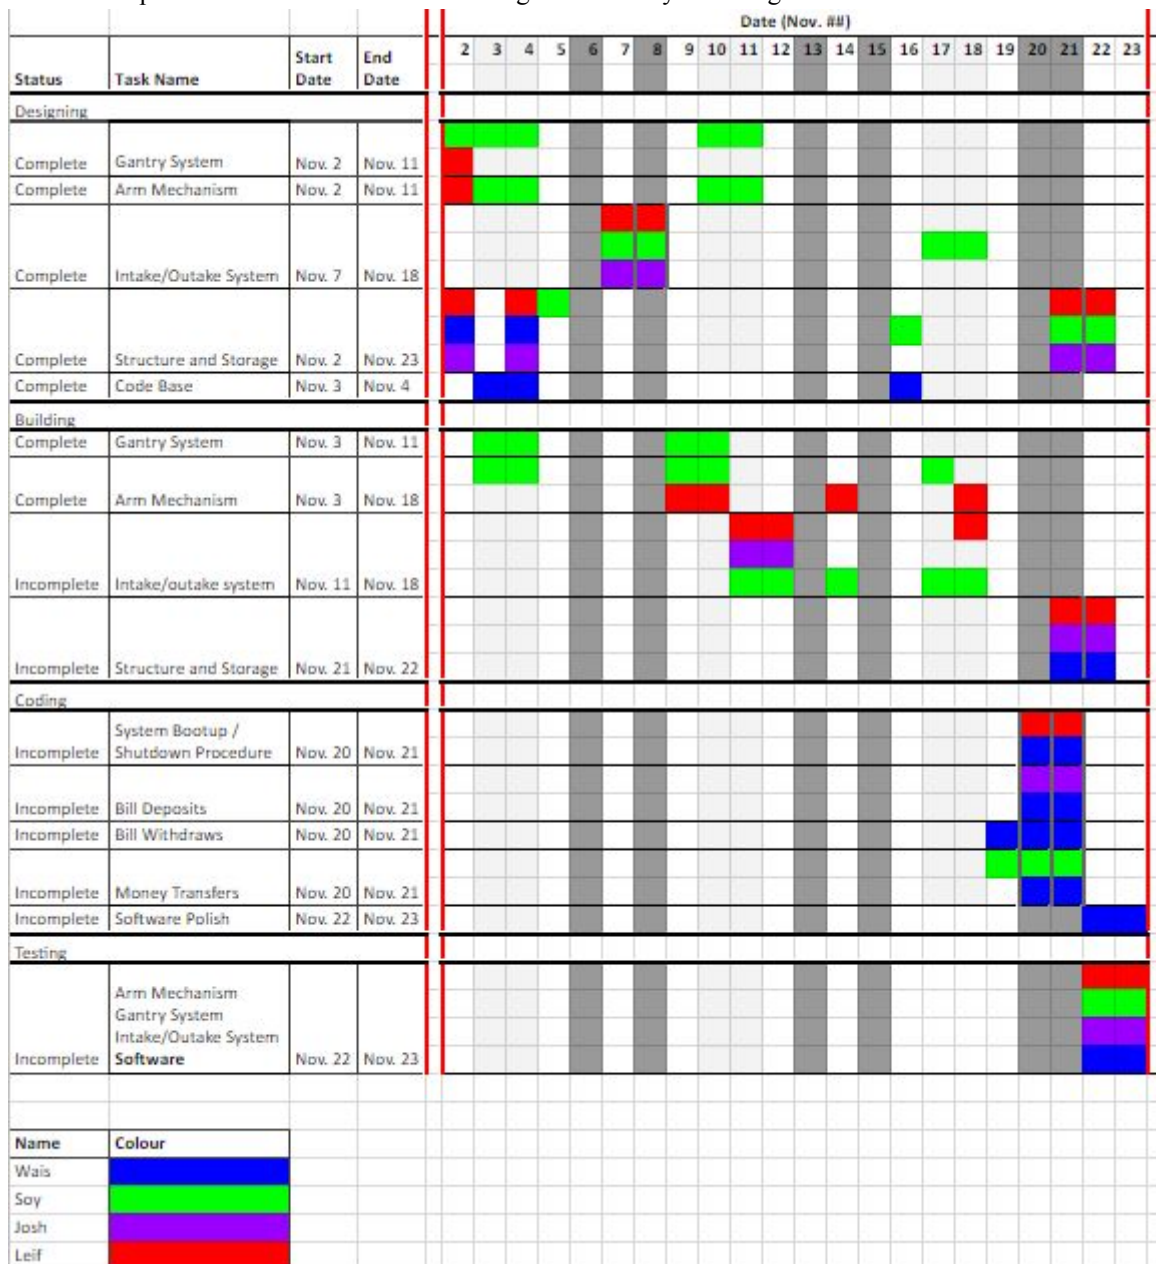 Date (Nov. ##)
2 3 4 5 6 7 8 9 10 11 12 13 14 15 16 17 18 19 20 21 22 23
Status Task Name Start Date End Date
Designing
Complete Gantry System Nov. 2 Nov. 11
Complete Arm Mechanism Nov. 2 Nov. 11
Complete Intake/Outake System Nov. 7 Nov. 18
Complete Structure and Storage Nov. 2 Nov. 23
Complete Code Base Nov. 3 Nov. 4
Building
Complete Gantry System Nov. 3 Nov. 11
Complete Arm Mechanism Nov. 3 Nov. 18
Incomplete Intake/outake system Nov. 11 Nov. 18
Incomplete Structure and Storage Nov. 21 Nov. 22
Coding
System Bootup /
Incomplete Shutdown Procedure Nov. 20 Nov. 21
Incomplete Bill Deposits Nov. 20 Nov. 21
Incomplete Bill Withdraws Nov. 20 Nov. 21
Incomplete Money Transfers Nov. 20 Nov. 21
Incomplete Software Polish Nov. 22 Nov. 23
Testing
Arm Mechanism
Gantry System
Intake/Outake System
Incomplete Software Nov. 22 Nov. 23
Name Colour
Wais
Soy
Josh
Leif